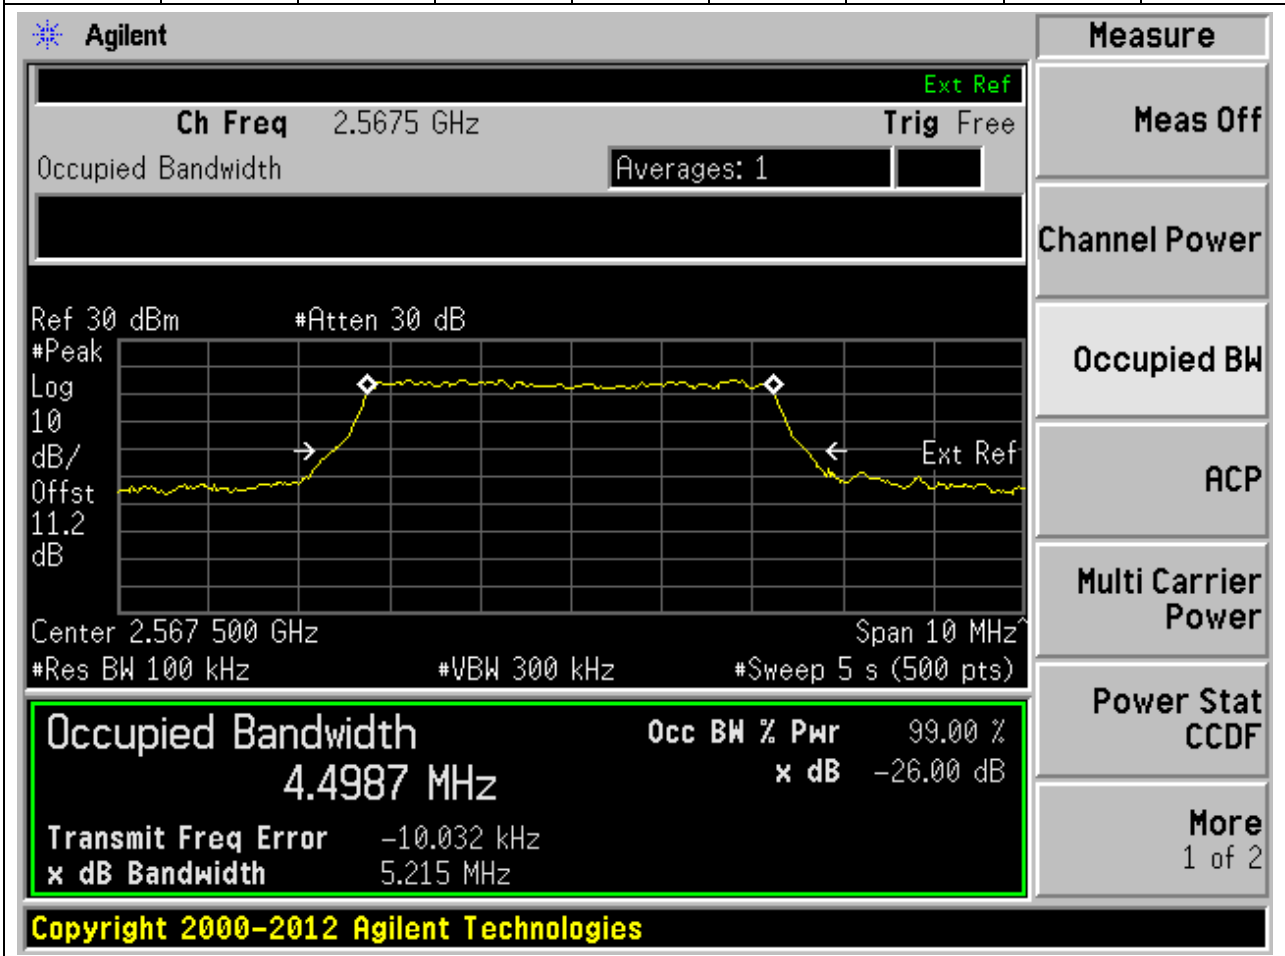 Agilent
Measure
Ext Ref
Ch Freq 2.5675 GHz Trig Free
Meas Off
Occupied Bandwidth Averages: 1
Channel Power
Ref 30 dBm #Atten 30 dB
#Peak
Log
10
dB/
Offst
11.2
dB
Ext Ref
Occupied BW
ACP
Center 2.567 500 GHz Span 10 MHz^
#Res BW 100 kHz #VBW 300 kHz #Sweep 5 s (500 pts)
Multi Carrier
Power
Occupied Bandwidth Occ BW % Pwr 99.00 %
4.4987 MHz x dB -26.00 dB
Transmit Freq Error -10.032 kHz
x dB Bandwidth 5.215 MHz
Power Stat
CCDF
More
1 of 2
Copyright 2000-2012 Agilent Technologies